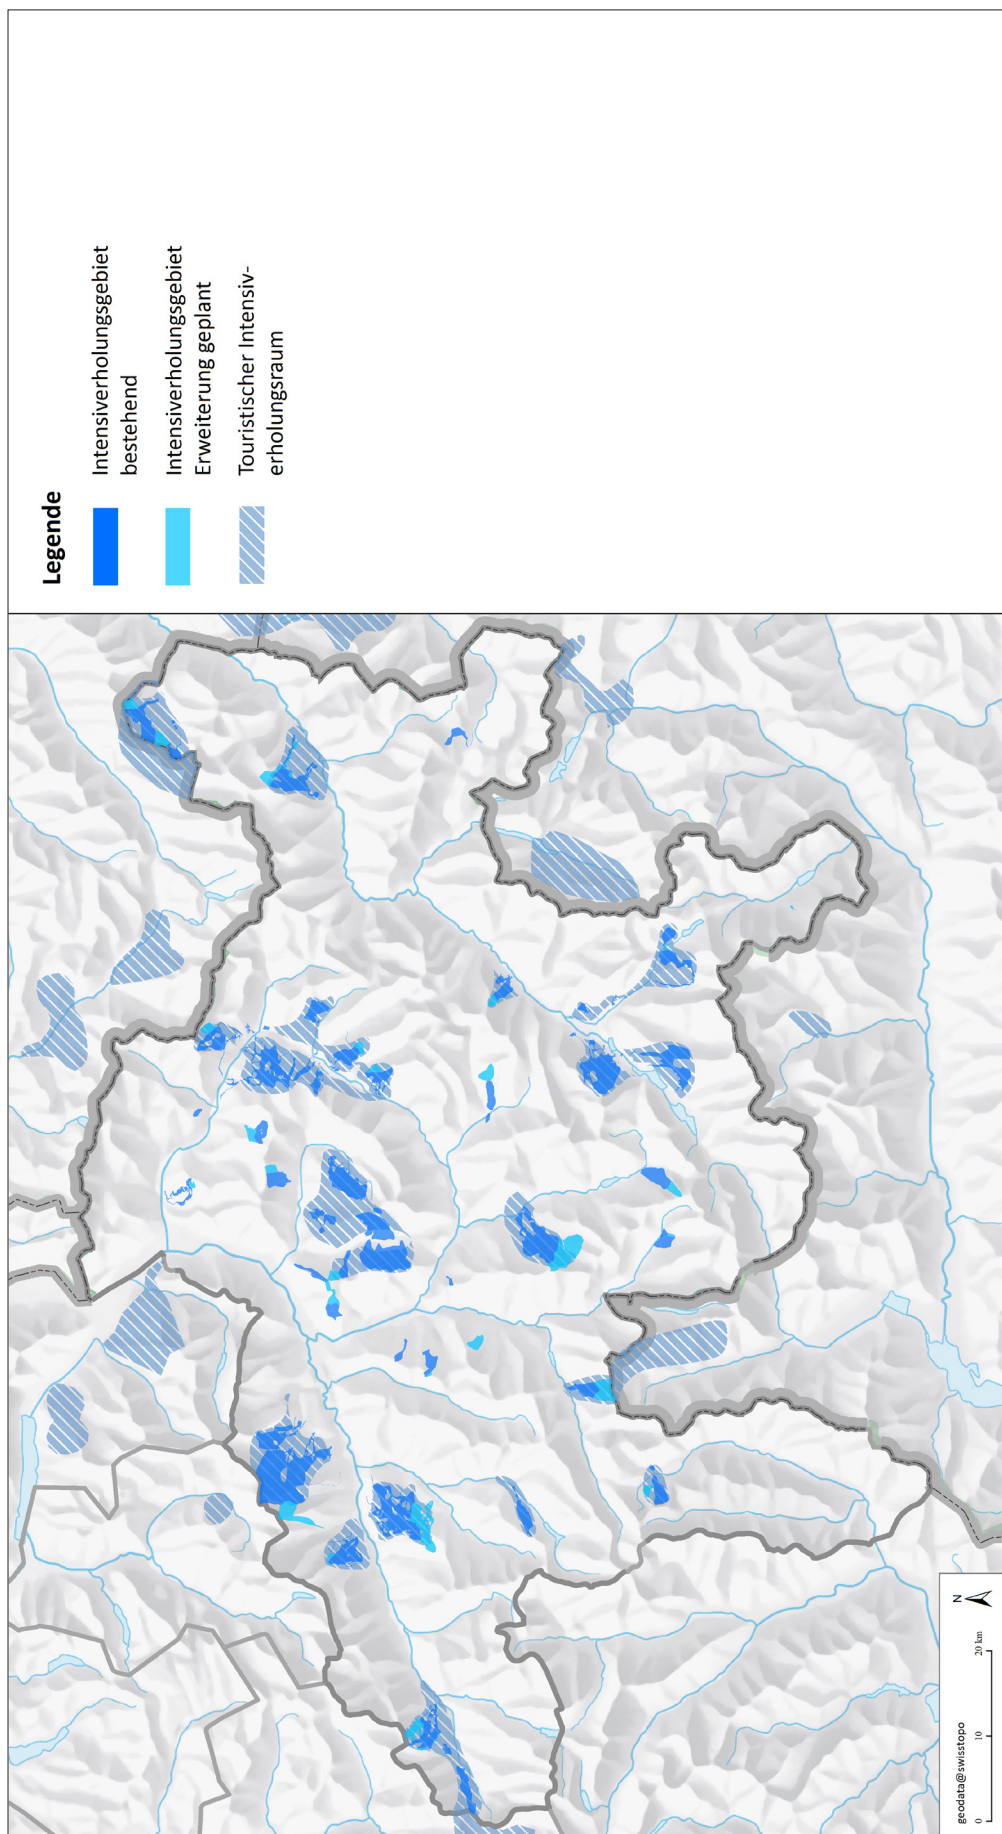 Legende
Intensiverholungsgebiet
bestehend
Intensiverholungsgebiet
Erweiterung geplant
Touristischer Intensiv-
erholungsraum
geodata@swisstopo
N
0 10 20 km